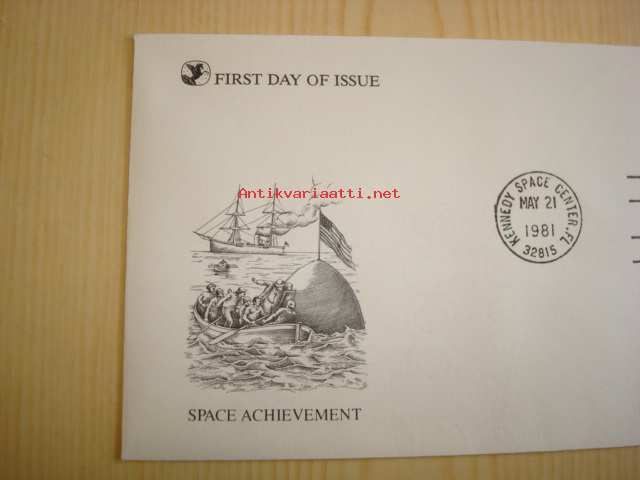 FIRST DAY OF ISSUE
Antikvariaatti.net
KENNEDY SPACE CENTER, FL
MAY 21
1981
32815
SPACE ACHIEVEMENT